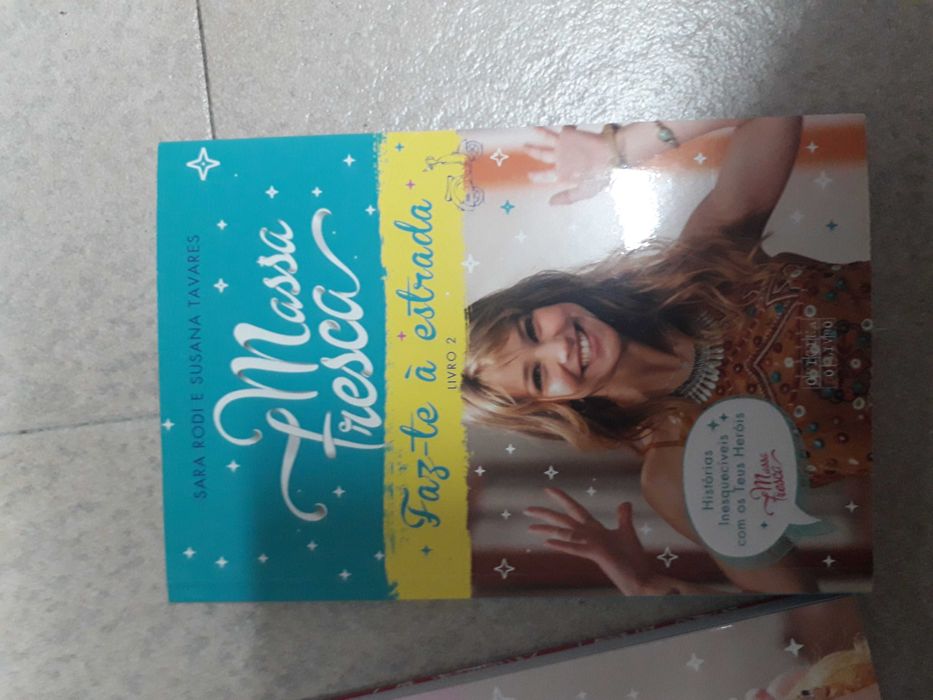 SARA RODI E SUSANA TAVARES
Massa
Fresca
Faz-te à estrada
LIVRO 2
Histórias
Inesquecíveis
com os Teus Heróis
Massa
Fresca